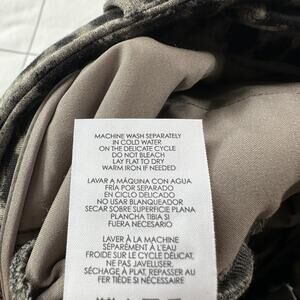 MACHINE WASH SEPARATELY
IN COLD WATER
ON THE DELICATE CYCLE
DO NOT BLEACH
LAY FLAT TO DRY
WARM IRON IF NEEDED
LAVAR A MÁQUINA CON AGUA
FRÍA POR SEPARADO
EN CICLO DELICADO
NO USAR BLANQUEADOR
SECAR SOBRE SUPERFICIE PLANA
PLANCHA TIBIA SI
FUERA NECESARIO
LAVER À LA MACHINE
SÉPARÉMENT À L'EAU
FROIDE AU CYCLE DÉLICAT.
NE PAS JAVELLISER.
SÉCHAGE À PLAT, REPASSER AU
FER TIÈDE SI NÉCESSAIRE